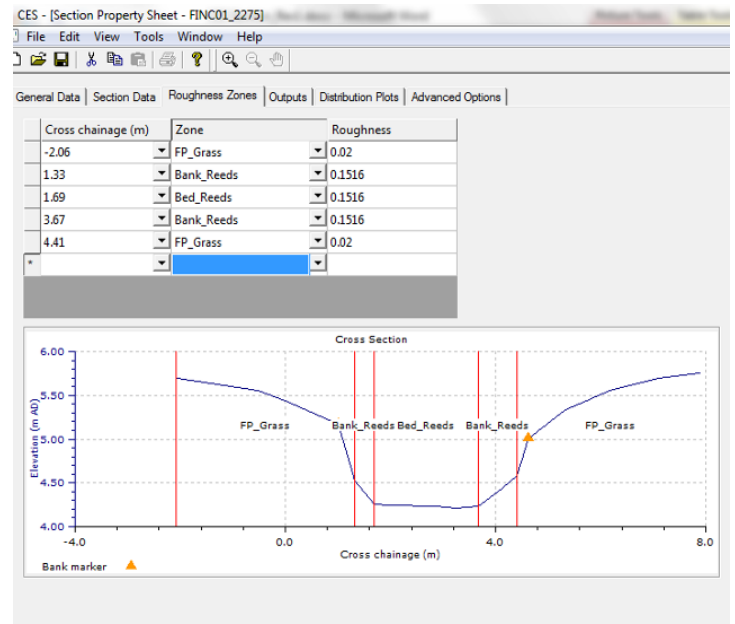 CES - [Section Property Sheet - FINC01_2275]
File Edit View Tools Window Help
General Data Section Data Roughness Zones Outputs Distribution Plots Advanced Options
Cross chainage (m) Zone Roughness
-2.06 FP_Grass 0.02
1.33 Bank_Reeds 0.1516
1.69 Bed_Reeds 0.1516
3.67 Bank_Reeds 0.1516
4.41 FP_Grass 0.02
*
Cross Section
6.00
5.50
FP_Grass Bank_Reeds Bed_Reeds Bank_Reeds FP_Grass
5.00
4.50
4.00
Elevation (m AD)
-4.0 0.0 4.0 8.0
Cross chainage (m)
Bank marker